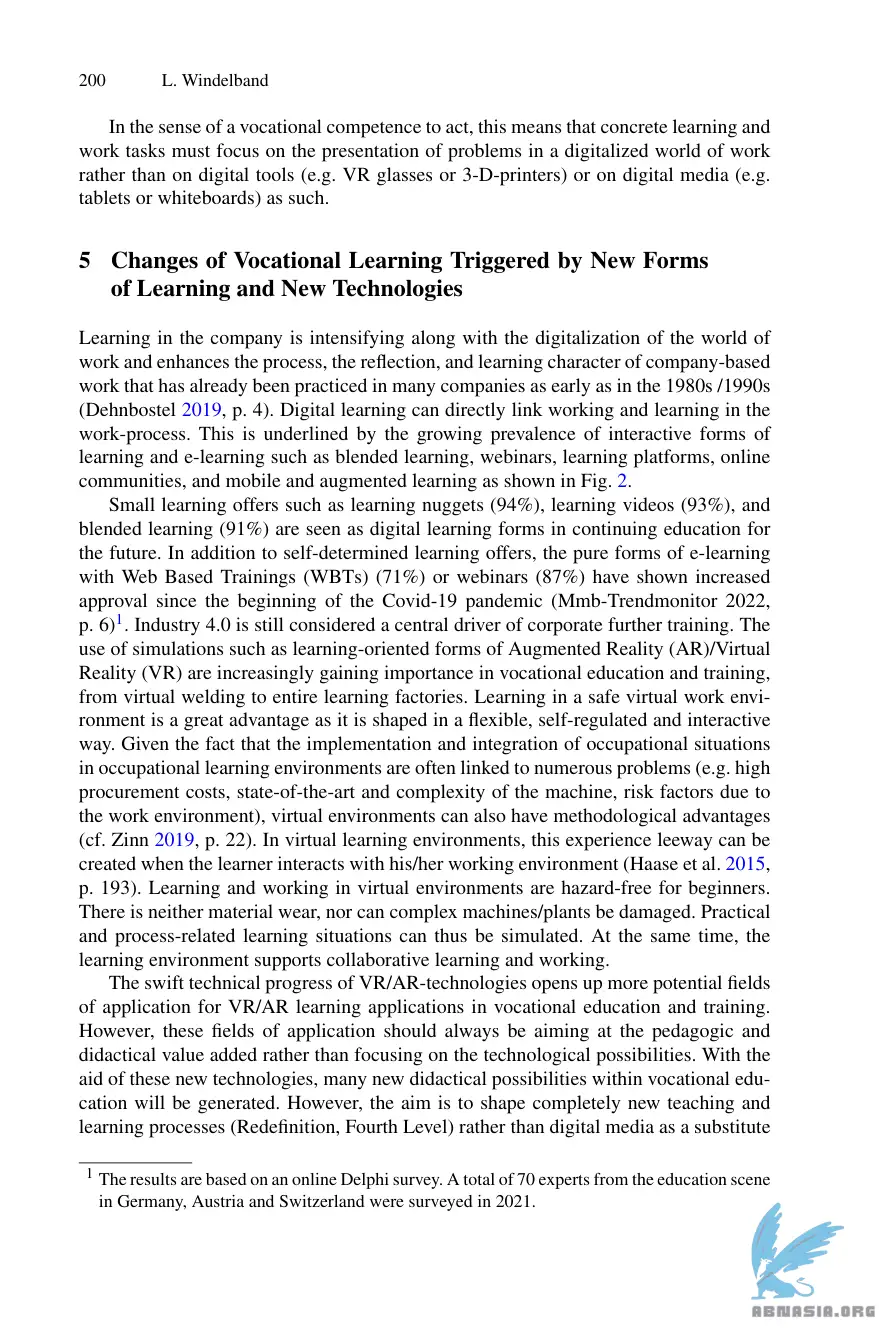 200 L. Windelband
In the sense of a vocational competence to act, this means that concrete learning and
work tasks must focus on the presentation of problems in a digitalized world of work
rather than on digital tools (e.g. VR glasses or 3-D-printers) or on digital media (e.g.
tablets or whiteboards) as such.
5 Changes of Vocational Learning Triggered by New Forms
of Learning and New Technologies
Learning in the company is intensifying along with the digitalization of the world of
work and enhances the process, the reflection, and learning character of company-based
work that has already been practiced in many companies as early as in the 1980s /1990s
(Dehnbostel 2019, p. 4). Digital learning can directly link working and learning in the
work-process. This is underlined by the growing prevalence of interactive forms of
learning and e-learning such as blended learning, webinars, learning platforms, online
communities, and mobile and augmented learning as shown in Fig. 2.
Small learning offers such as learning nuggets (94%), learning videos (93%), and
blended learning (91%) are seen as digital learning forms in continuing education for
the future. In addition to self-determined learning offers, the pure forms of e-learning
with Web Based Trainings (WBTs) (71%) or webinars (87%) have shown increased
approval since the beginning of the Covid-19 pandemic (Mmb-Trendmonitor 2022,
p. 6)1. Industry 4.0 is still considered a central driver of corporate further training. The
use of simulations such as learning-oriented forms of Augmented Reality (AR)/Virtual
Reality (VR) are increasingly gaining importance in vocational education and training,
from virtual welding to entire learning factories. Learning in a safe virtual work envi-
ronment is a great advantage as it is shaped in a flexible, self-regulated and interactive
way. Given the fact that the implementation and integration of occupational situations
in occupational learning environments are often linked to numerous problems (e.g. high
procurement costs, state-of-the-art and complexity of the machine, risk factors due to
the work environment), virtual environments can also have methodological advantages
(cf. Zinn 2019, p. 22). In virtual learning environments, this experience leeway can be
created when the learner interacts with his/her working environment (Haase et al. 2015,
p. 193). Learning and working in virtual environments are hazard-free for beginners.
There is neither material wear, nor can complex machines/plants be damaged. Practical
and process-related learning situations can thus be simulated. At the same time, the
learning environment supports collaborative learning and working.
The swift technical progress of VR/AR-technologies opens up more potential fields
of application for VR/AR learning applications in vocational education and training.
However, these fields of application should always be aiming at the pedagogic and
didactical value added rather than focusing on the technological possibilities. With the
aid of these new technologies, many new didactical possibilities within vocational edu-
cation will be generated. However, the aim is to shape completely new teaching and
learning processes (Redefinition, Fourth Level) rather than digital media as a substitute
1 The results are based on an online Delphi survey. A total of 70 experts from the education scene
in Germany, Austria and Switzerland were surveyed in 2021.
ABNASIA.ORG